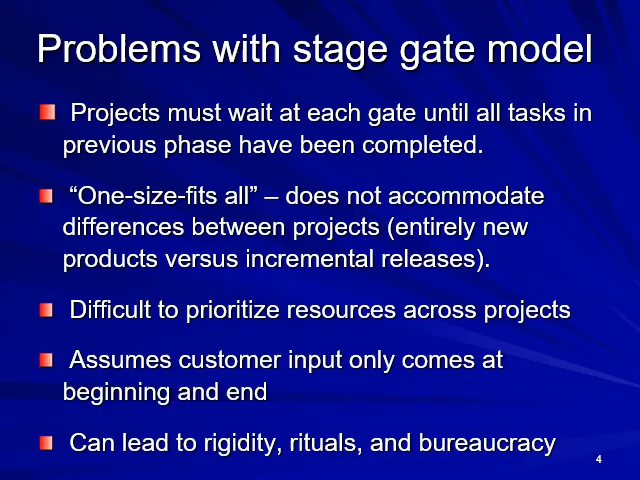 Problems with stage gate model
Projects must wait at each gate until all tasks in
previous phase have been completed.
“One-size-fits all” – does not accommodate
differences between projects (entirely new
products versus incremental releases).
Difficult to prioritize resources across projects
Assumes customer input only comes at
beginning and end
Can lead to rigidity, rituals, and bureaucracy
4